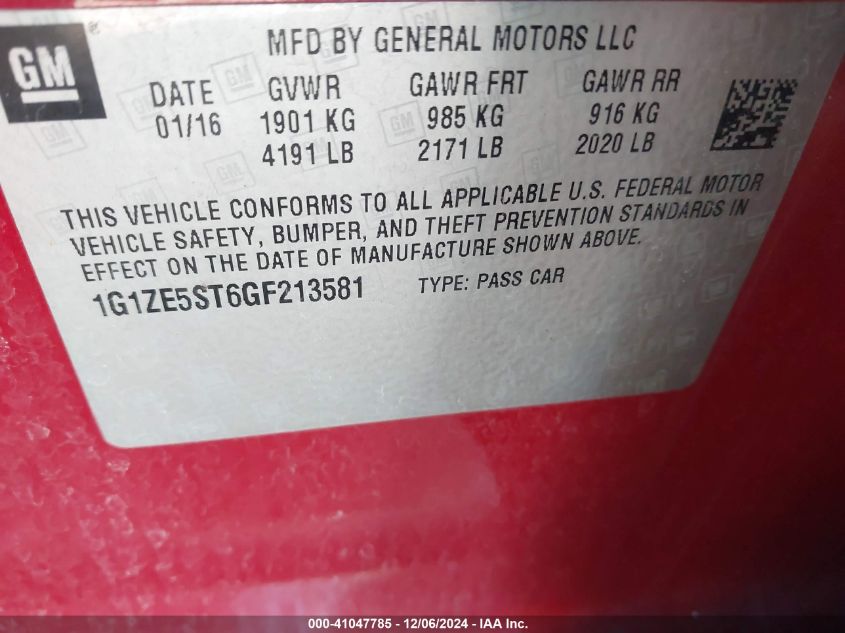 GM
MFD BY GENERAL MOTORS LLC
DATE GVWR GAWR FRT GAWR RR
01/16 1901 KG 985 KG 916 KG
4191 LB 2171 LB 2020 LB
THIS VEHICLE CONFORMS TO ALL APPLICABLE U.S. FEDERAL MOTOR
VEHICLE SAFETY, BUMPER, AND THEFT PREVENTION STANDARDS IN
EFFECT ON THE DATE OF MANUFACTURE SHOWN ABOVE.
1G1ZE5ST6GF213581 TYPE: PASS CAR
000-41047785 - 12/06/2024 - IAA Inc.